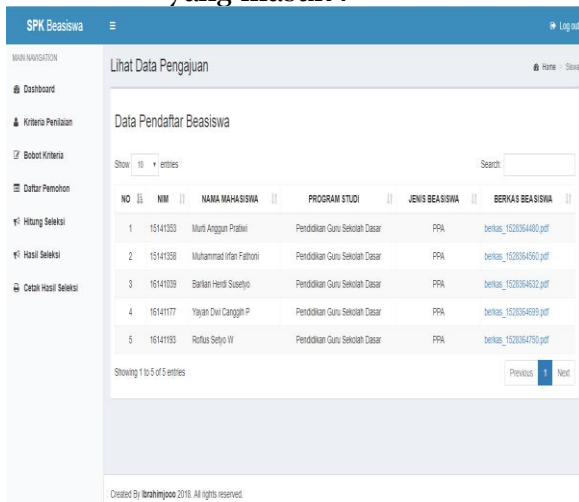 yang masuk :
SPK Beasiswa
Log out
MAIN NAVIGATION
Lihat Data Pengajuan
Home > Siswa
Dashboard
Kriteria Penilaian
Bobot Kriteria
Daftar Pemohon
Hitung Seleksi
Hasil Seleksi
Cetak Hasil Seleksi
Data Pendaftar Beasiswa
Show 10 entries
Search:
NO NIM NAMA MAHASISWA PROGRAM STUDI JENIS BEASISWA BERKAS BEASISWA
1 15141353 Murti Anggun Pratiwi Pendidikan Guru Sekolah Dasar PPA berkas_1528364480.pdf
2 15141358 Muhammad Irfan Fathoni Pendidikan Guru Sekolah Dasar PPA berkas_1528364560.pdf
3 16141039 Barlian Herdi Susetyo Pendidikan Guru Sekolah Dasar PPA berkas_1528364632.pdf
4 16141177 Yayan Dwi Canggih P Pendidikan Guru Sekolah Dasar PPA berkas_1528364699.pdf
5 16141193 Rofius Setyo W Pendidikan Guru Sekolah Dasar PPA berkas_1528364750.pdf
Showing 1 to 5 of 5 entries
Previous 1 Next
Created By Ibrahimjooo 2018. All rights reserved.